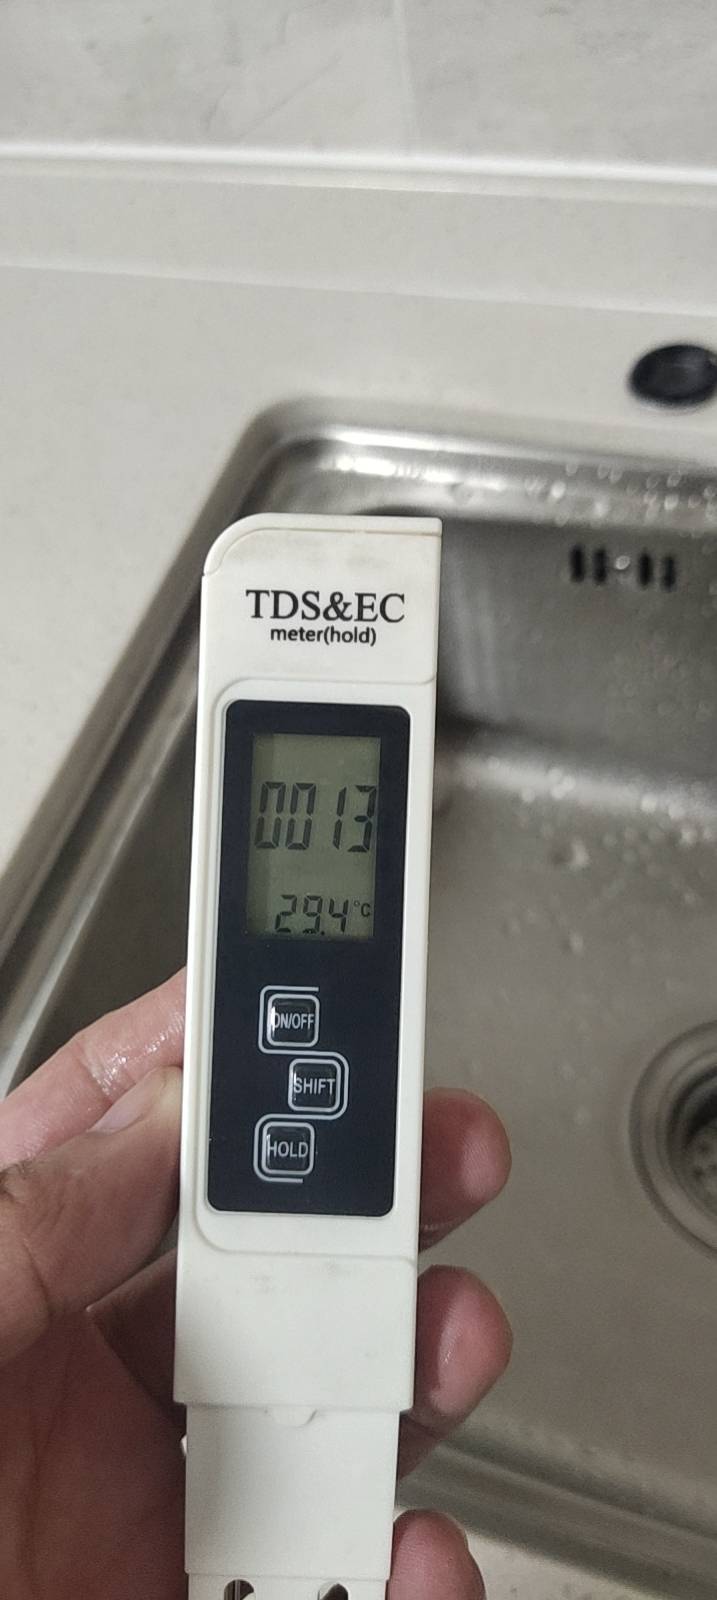 TDS&EC
meter(hold)
0013
29.4°C
ON/OFF
SHIFT
HOLD